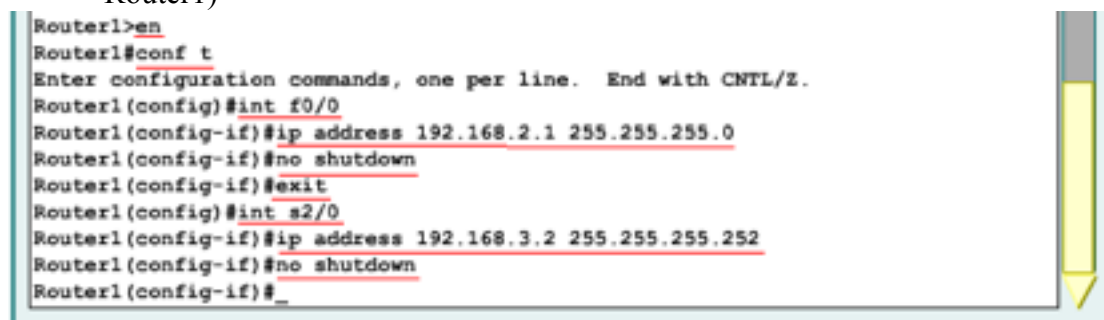 Router1)
Router1>en
Router1#conf t
Enter configuration commands, one per line.  End with CNTL/Z.
Router1(config)#int f0/0
Router1(config-if)#ip address 192.168.2.1 255.255.255.0
Router1(config-if)#no shutdown
Router1(config-if)#exit
Router1(config)#int s2/0
Router1(config-if)#ip address 192.168.3.2 255.255.255.252
Router1(config-if)#no shutdown
Router1(config-if)#_